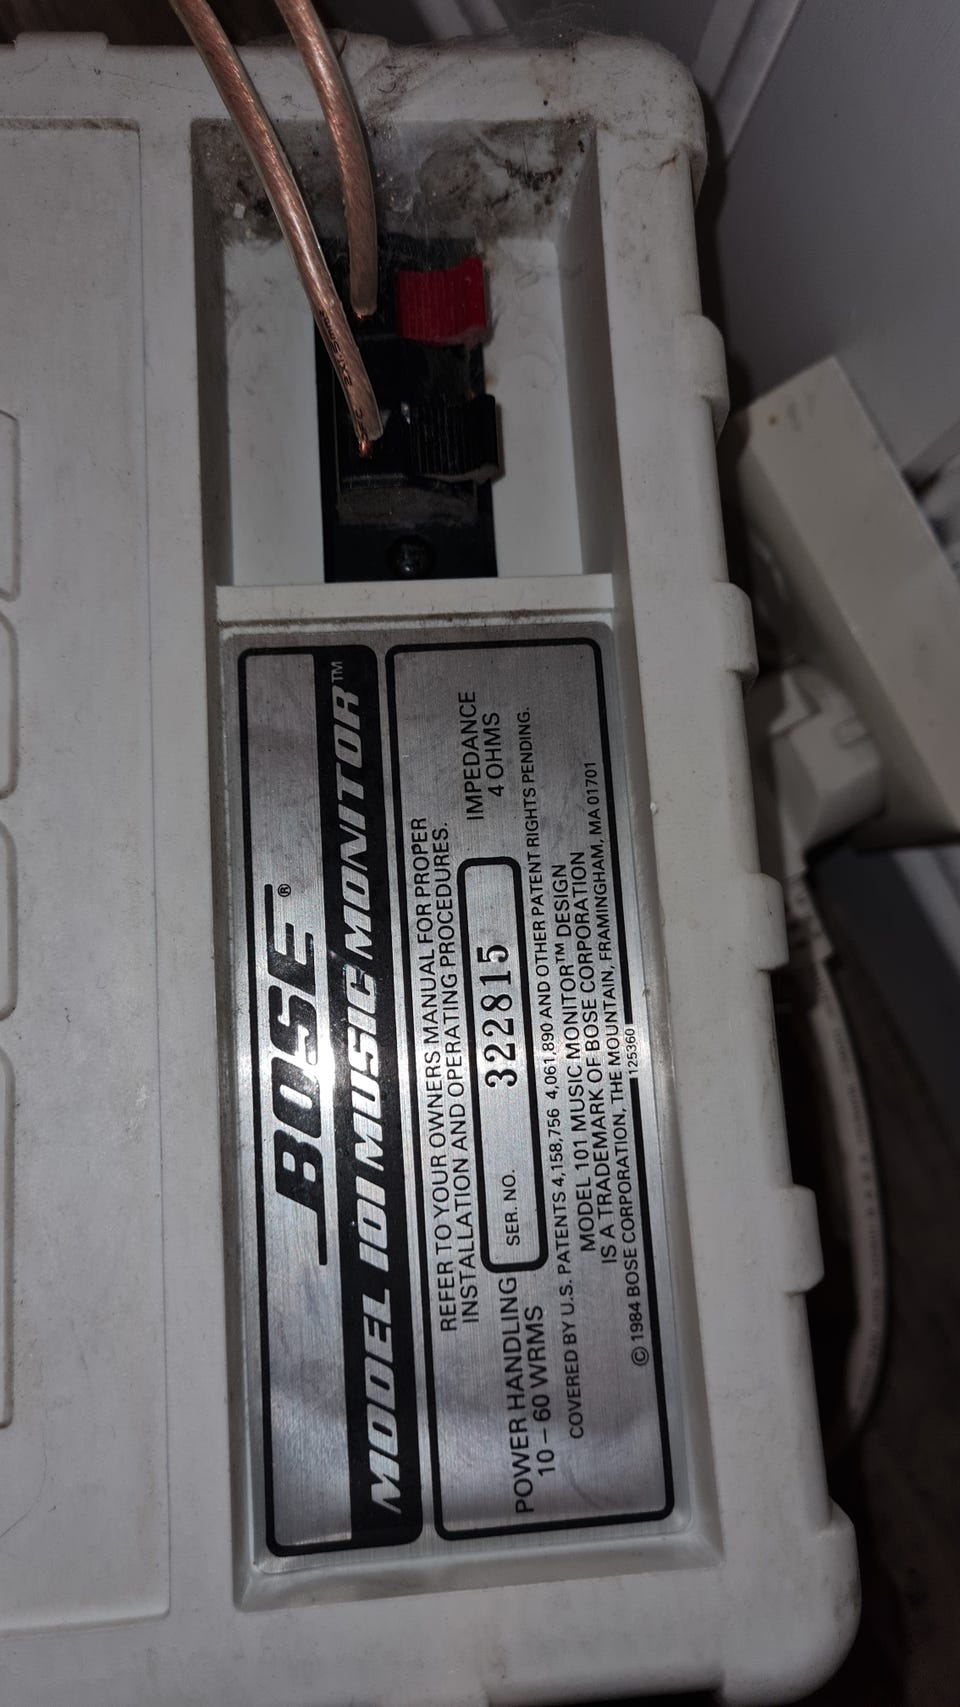 BOSE®
MODEL 101 MUSIC MONITOR™
REFER TO YOUR OWNERS MANUAL FOR PROPER
INSTALLATION AND OPERATING PROCEDURES.
POWER HANDLING
10 – 60 WRMS
SER. NO. 322815
IMPEDANCE
4 OHMS
COVERED BY U.S. PATENTS 4,158,756 4,061,890 AND OTHER PATENT RIGHTS PENDING.
MODEL 101 MUSIC MONITOR™ DESIGN
IS A TRADEMARK OF BOSE CORPORATION
© 1984 BOSE CORPORATION, THE MOUNTAIN, FRAMINGHAM, MA 01701
125360